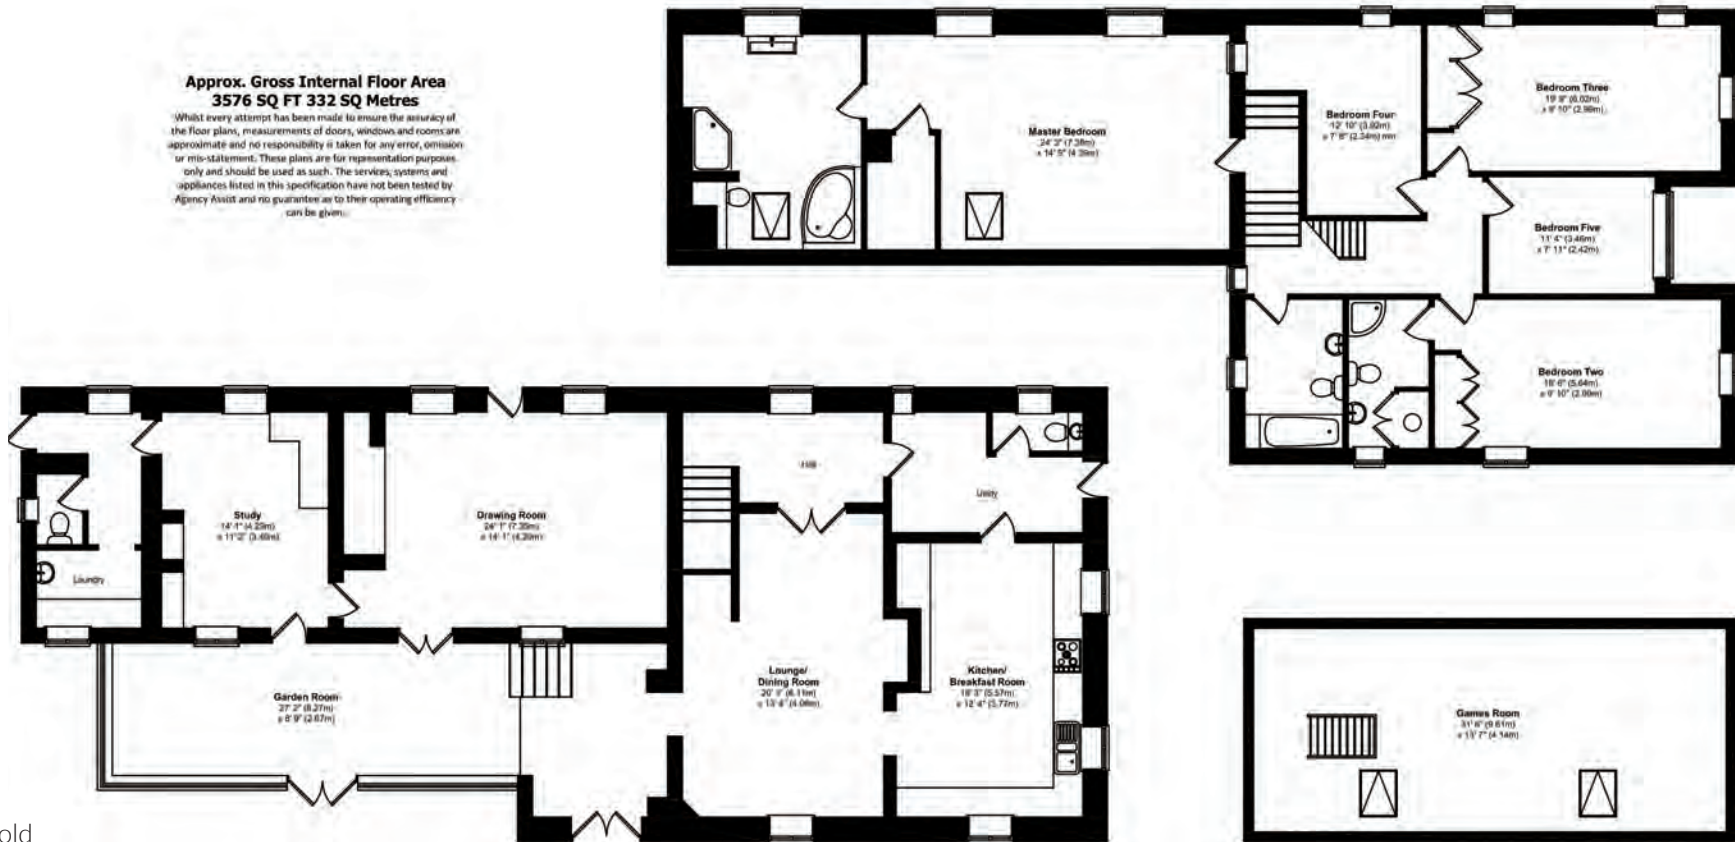 Approx. Gross Internal Floor Area
3576 SQ FT 332 SQ Metres
Whilst every attempt has been made to ensure the accuracy of
the floor plans, measurements of doors, windows and rooms are
approximate and no responsibility is taken for any error, omission
or mis-statement. These plans are for representation purposes
only and should be used as such. The services, systems and
appliances listed in this specification have not been tested by
Agency Assist and no guarantee as to their operating efficiency
can be given.
Master Bedroom
24' 3" (7.38m)
x 14' 5" (4.39m)
Bedroom Four
12' 10" (3.92m)
x 7' 8" (2.34m) min
Bedroom Three
19' 9" (6.02m)
x 9' 10" (2.99m)
Bedroom Five
11' 4" (3.46m)
x 7' 11" (2.42m)
Bedroom Two
18' 6" (5.64m)
x 9' 10" (2.99m)
Study
14' 1" (4.29m)
x 11' 2" (3.40m)
Drawing Room
24' 1" (7.35m)
x 14' 1" (4.29m)
Utility
Laundry
Garden Room
27' 2" (8.27m)
x 8' 9" (2.67m)
Lounge/
Dining Room
20' 1" (6.11m)
x 13' 4" (4.06m)
Kitchen/
Breakfast Room
18' 3" (5.57m)
x 12' 4" (3.77m)
Games Room
31' 6" (9.61m)
x 13' 7" (4.14m)
old